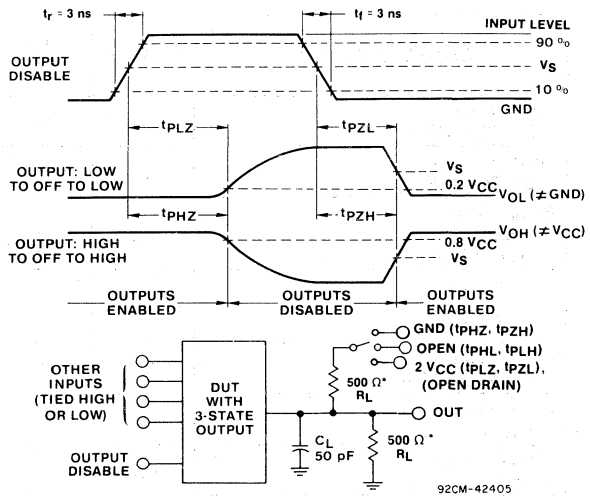 tr = 3 ns
tf = 3 ns
INPUT LEVEL
90 %
OUTPUT
DISABLE
VS
10 %
GND
tPLZ
tPZL
OUTPUT: LOW
TO OFF TO LOW
VS
0.2 VCC
VOL (≠GND)
tPHZ
tPZH
VOH (≠VCC)
OUTPUT: HIGH
TO OFF TO
HIGH
0.8 VCC
VS
OUTPUTS
ENABLED
OUTPUTS
DISABLED
OUTPUTS
ENABLED
GND (tPHZ, tPZH)
OPEN (tPHL, tPLH)
2 VCC (tPLZ, tPZL),
(OPEN DRAIN)
OTHER
INPUTS
(TIED HIGH
OR LOW)
DUT
WITH
3-STATE
OUTPUT
500 Ω*
RL
OUT
OUTPUT
DISABLE
CL
50 pF
500 Ω*
RL
92CM-42405